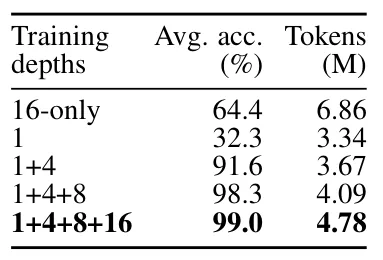 Training Avg. acc. Tokens
depths (%) (M)
16-only 64.4 6.86
1 32.3 3.34
1+4 91.6 3.67
1+4+8 98.3 4.09
1+4+8+16 99.0 4.78